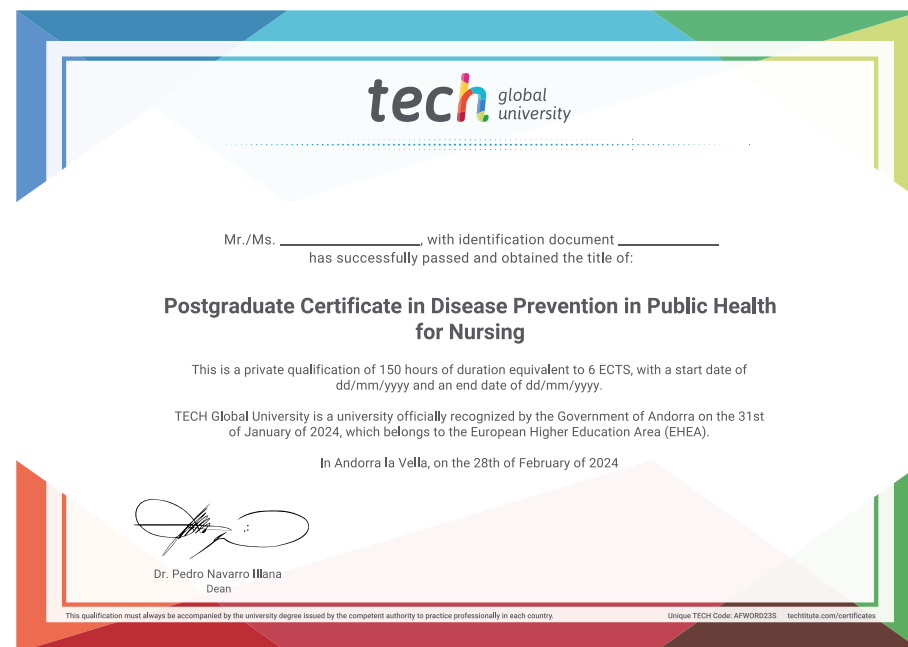 tech global university
Mr./Ms. ____________________, with identification document ______________
has successfully passed and obtained the title of:
Postgraduate Certificate in Disease Prevention in Public Health
for Nursing
This is a private qualification of 150 hours of duration equivalent to 6 ECTS, with a start date of
dd/mm/yyyy and an end date of dd/mm/yyyy.
TECH Global University is a university officially recognized by the Government of Andorra on the 31st
of January of 2024, which belongs to the European Higher Education Area (EHEA).
In Andorra la Vella, on the 28th of February of 2024
Dr. Pedro Navarro Illana
Dean
This qualification must always be accompanied by the university degree issued by the competent authority to practice professionally in each country.
Unique TECH Code: AFWORD23S techtitute.com/certificates